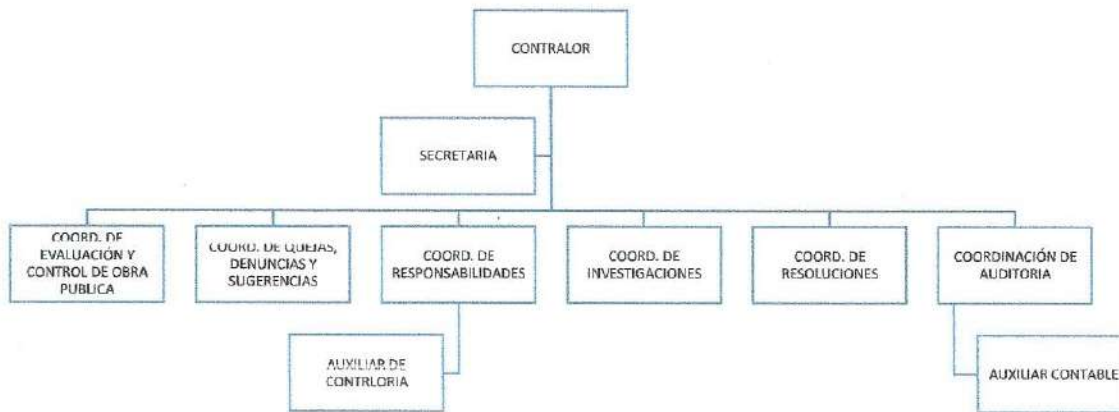 CONTRALOR
SECRETARIA
COORD. DE
EVALUACIÓN Y
CONTROL DE OBRA
PUBLICA
COORD. DE QUEJAS,
DENUNCIAS Y
SUGERENCIAS
COORD. DE
RESPONSABILIDADES
COORD. DE
INVESTIGACIONES
COORD. DE
RESOLUCIONES
COORDINACIÓN DE
AUDITORIA
AUXILIAR DE
CONTRLORIA
AUXILIAR CONTABLE